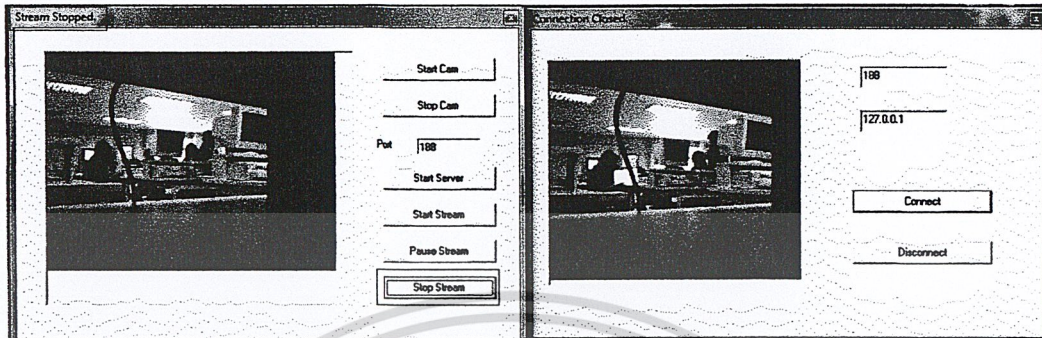 Stream Stopped.
Start Cam
Stop Cam
Port 188
Start Server
Start Stream
Pause Stream
Stop Stream
Connection Closed.
188
127.0.0.1
Connect
Disconnect